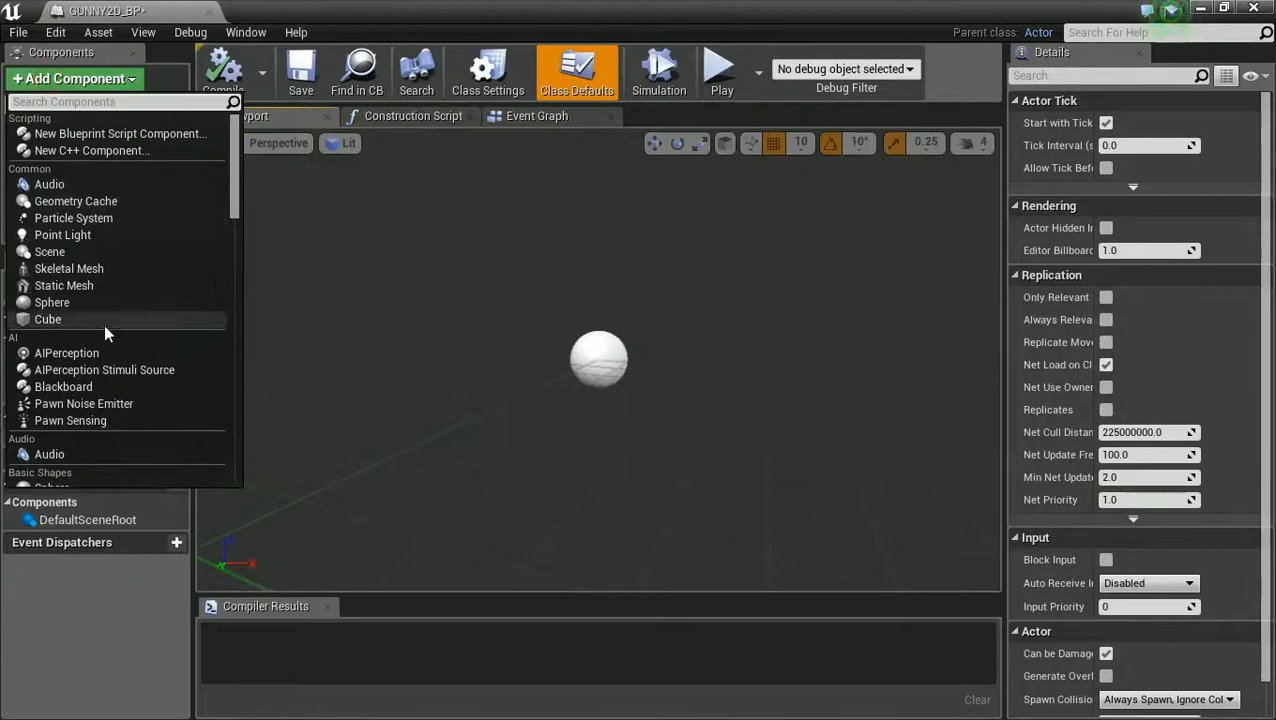 GUNNY2D_BP*
File Edit Asset View Debug Window Help
Parent class: Actor
Search For Help
Components
+Add Component
Search Components
Scripting
New Blueprint Script Component...
New C++ Component...
Common
Audio
Geometry Cache
Particle System
Point Light
Scene
Skeletal Mesh
Static Mesh
Sphere
Cube
AI
AIPerception
AIPerception Stimuli Source
Blackboard
Pawn Noise Emitter
Pawn Sensing
Audio
Audio
Basic Shapes
Sphere
Components
DefaultSceneRoot
Event Dispatchers
Compile
Save
Find in CB
Search
Class Settings
Class Defaults
Simulation
Play
No debug object selected
Debug Filter
wport
Construction Script
Event Graph
Perspective
Lit
10
10°
0.25
4
Z
X
Y
Compiler Results
Clear
Details
Search
Actor Tick
Start with Tick
Tick Interval (s
0.0
Allow Tick Befo
Rendering
Actor Hidden In
Editor Billboard
1.0
Replication
Only Relevant
Always Releva
Replicate Move
Net Load on Cl
Net Use Owner
Replicates
Net Cull Distan
225000000.0
Net Update Fre
100.0
Min Net Update
2.0
Net Priority
1.0
Input
Block Input
Auto Receive In
Disabled
Input Priority
0
Actor
Can be Damag
Generate Overl
Spawn Collision
Always Spawn, Ignore Col